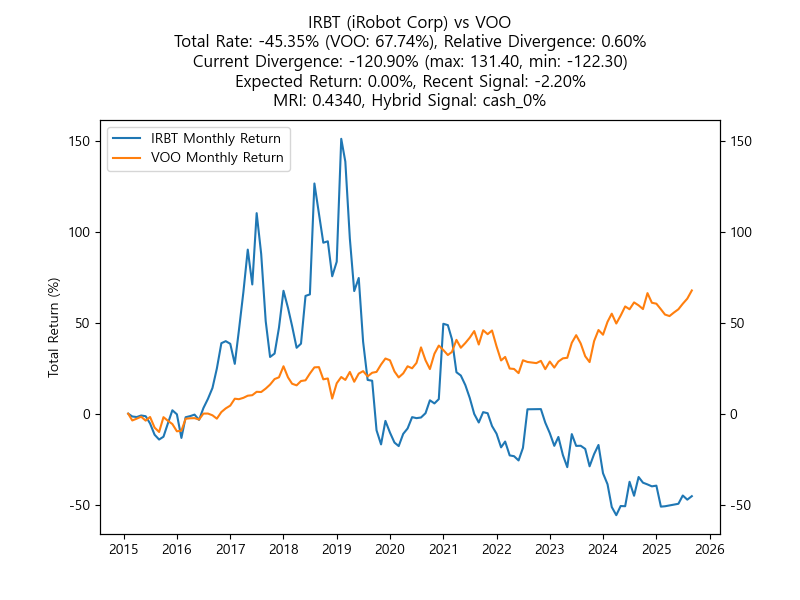 IRBT (iRobot Corp) vs VOO
Total Rate: -45.35% (VOO: 67.74%), Relative Divergence: 0.60%
Current Divergence: -120.90% (max: 131.40, min: -122.30)
Expected Return: 0.00%, Recent Signal: -2.20%
MRI: 0.4340, Hybrid Signal: cash_0%
IRBT Monthly Return
VOO Monthly Return
Total Return (%)
150
100
50
0
-50
150
100
50
0
-50
2015 2016 2017 2018 2019 2020 2021 2022 2023 2024 2025 2026